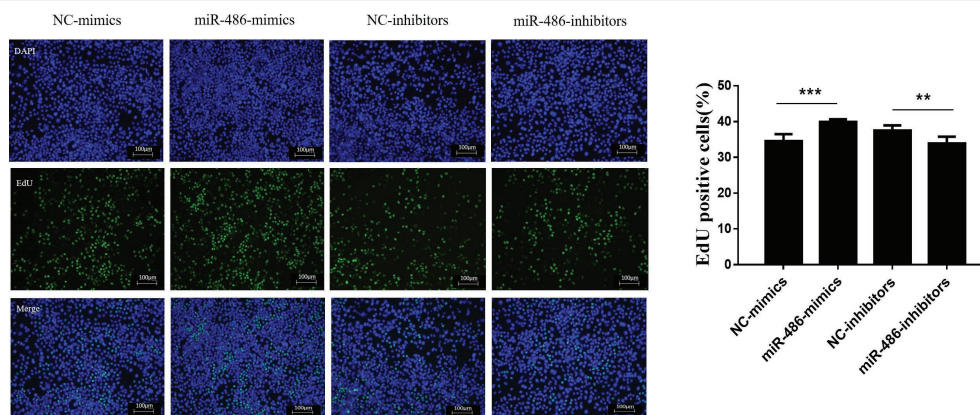 NC-mimics miR-486-mimics NC-inhibitors miR-486-inhibitors
DAPI
100μm 100μm 100μm 100μm
EdU
100μm 100μm 100μm 100μm
Merge
100μm 100μm 100μm 100μm
EdU positive cells(%)
50
40
30
20
10
0
*** **
NC-mimics
miR-486-mimics
NC-inhibitors
miR-486-inhibitors